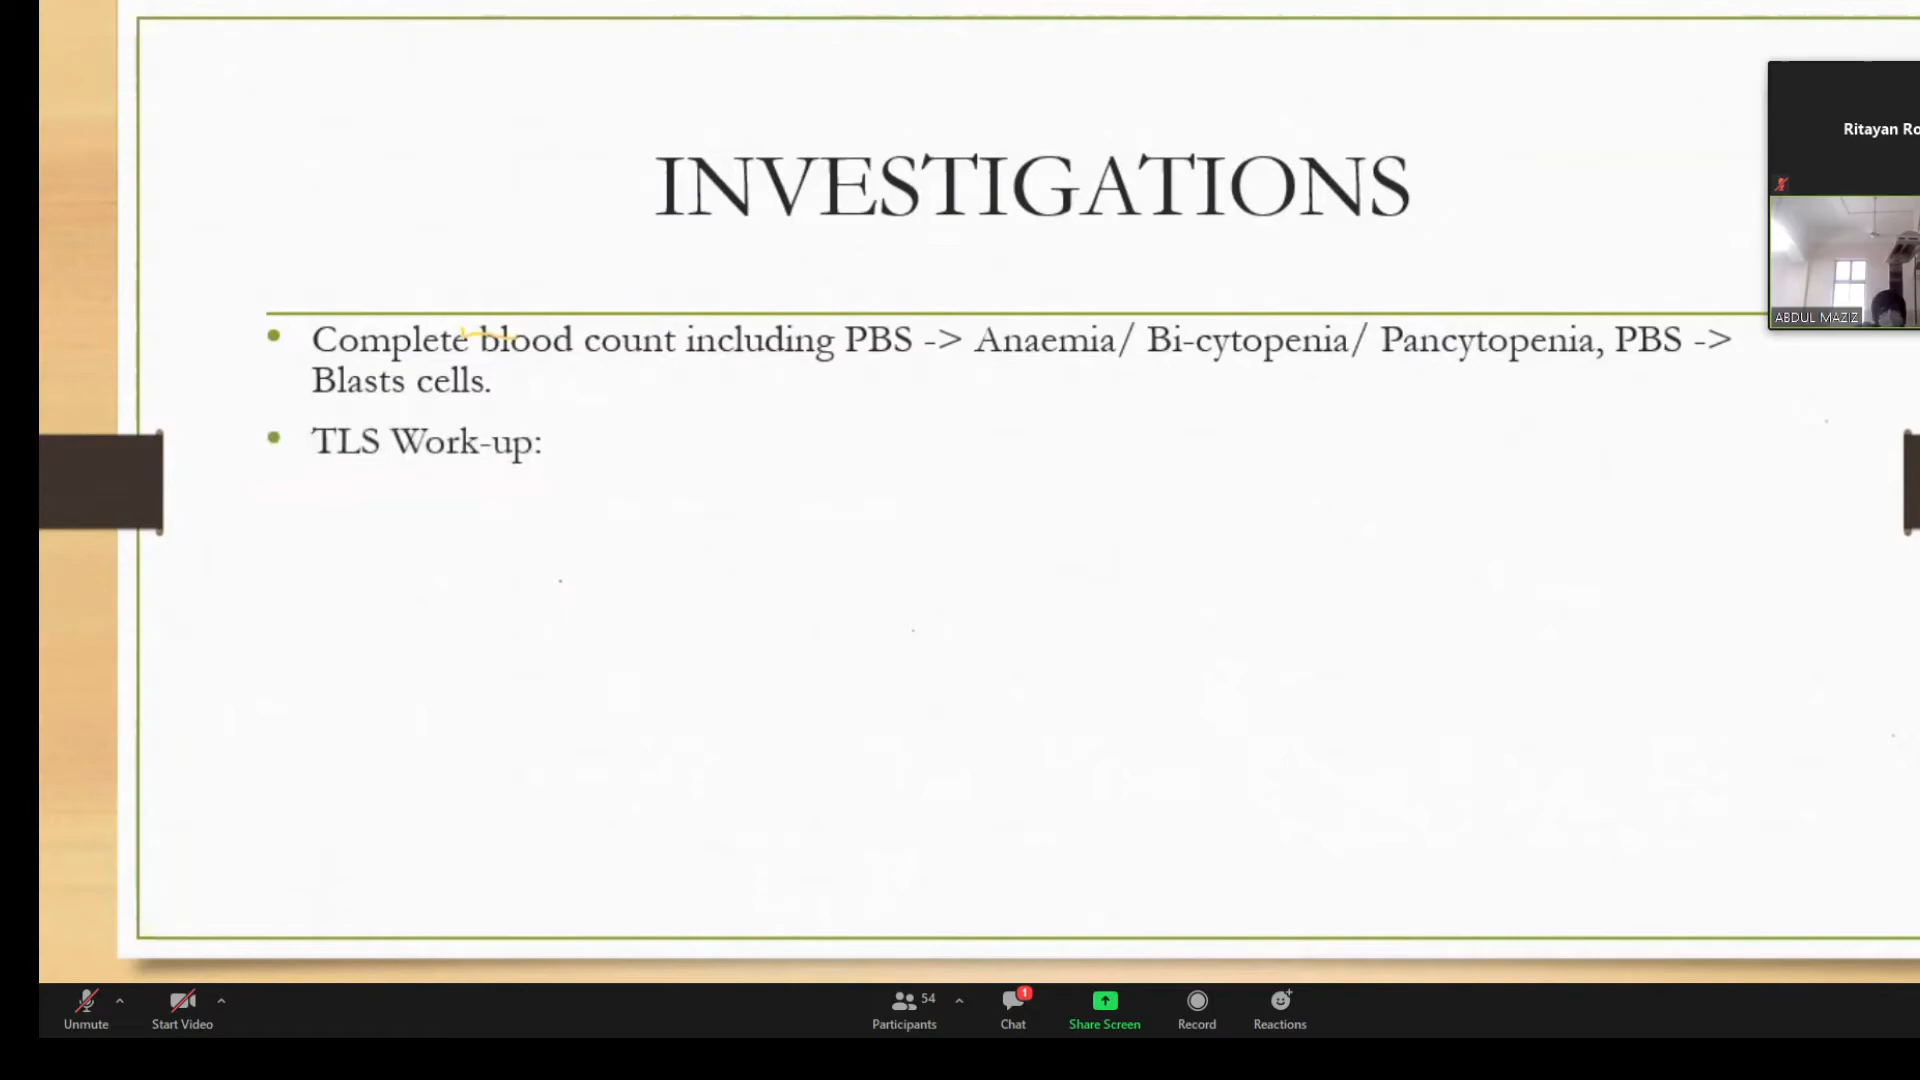 INVESTIGATIONS
Ritayan Ro
ABDUL MAZIZ
Complete blood count including PBS -> Anaemia/ Bi-cytopenia/ Pancytopenia, PBS ->
Blasts cells.
TLS Work-up:
Unmute
Start Video
54
Participants
1
Chat
Share Screen
Record
Reactions